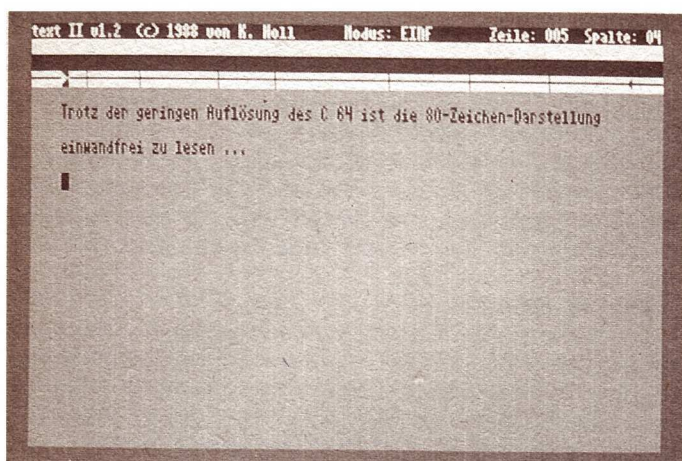 text II v1.2 (c) 1988 von K. Holl Modus: EINF Zeile: 005 Spalte: 04
Trotz der geringen Auflösung des C 64 ist die 80-Zeichen-Darstellung
einwandfrei zu lesen ...